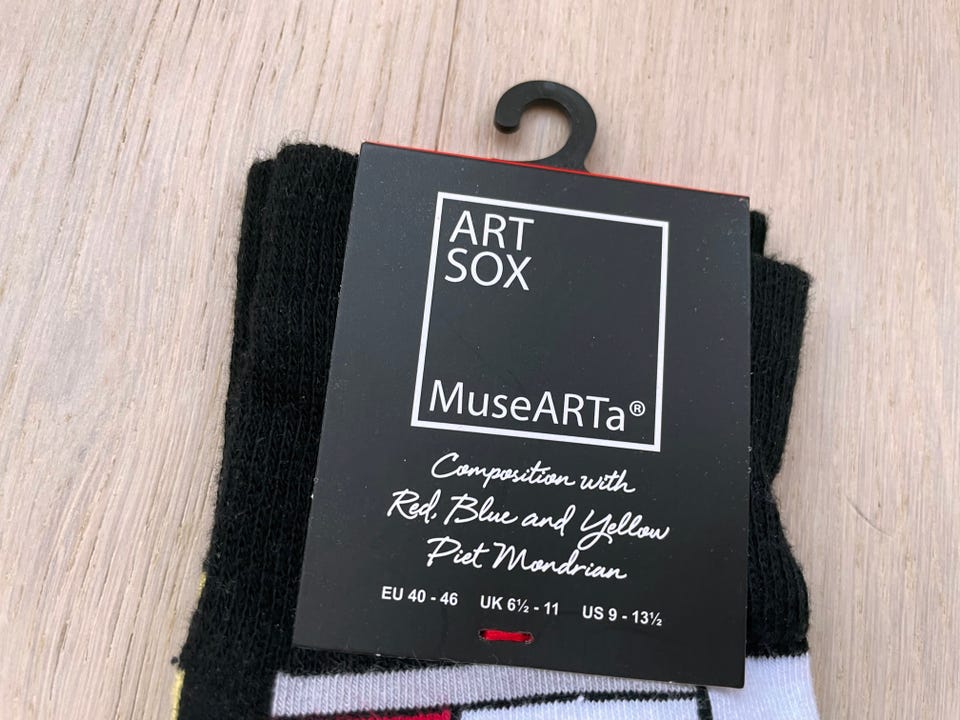 ART
SOX
MuseARTa®
Composition with
Red, Blue and Yellow
Piet Mondrian
EU 40 - 46 UK 6½ - 11 US 9 - 13½